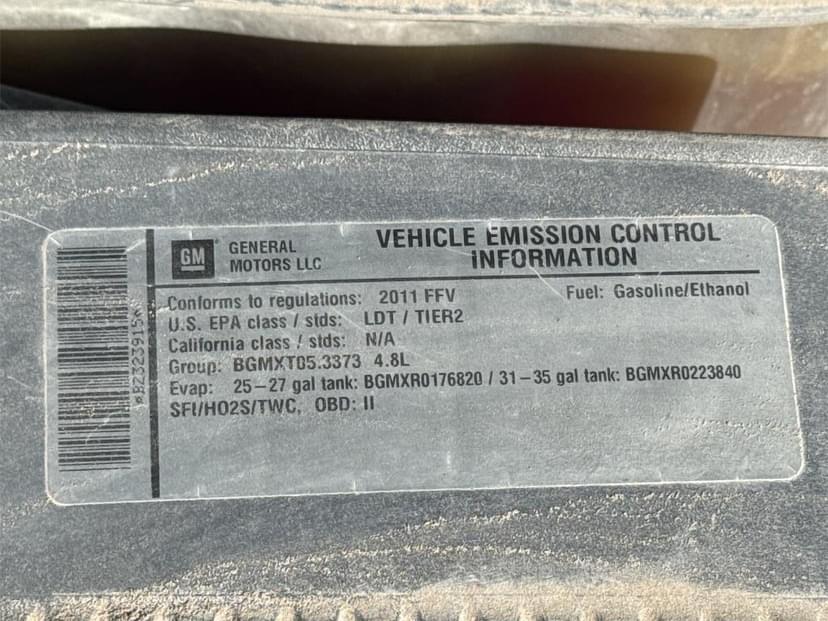 GM
GENERAL
MOTORS LLC
VEHICLE EMISSION CONTROL
INFORMATION
Conforms to regulations: 2011 FFV
Fuel: Gasoline/Ethanol
U.S. EPA class / stds: LDT / TIER2
California class / stds: N/A
Group: BGMXT05.3373 4.8L
Evap: 25-27 gal tank: BGMXR0176820 / 31-35 gal tank: BGMXR0223840
SFI/HO2S/TWC, OBD: II